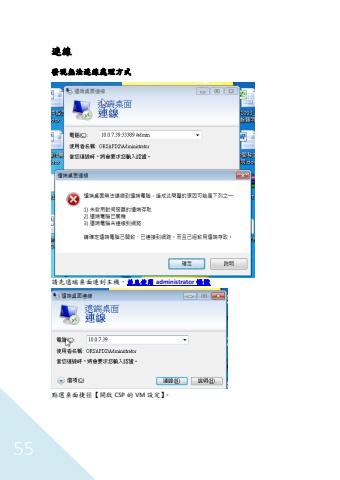 連線
發現無法連線處理方式
遠端桌面連線
遠端桌面
連線
電腦(C): 10.0.7.39:33389 /admin
使用者名稱: ORSAPD2\Administrator
當您連線時，將會要求您輸入認證。
遠端桌面連線
遠端桌面無法連線到遠端電腦，造成此問題的原因可能是下列之一:
1) 未啟用對伺服器的遠端存取
2) 遠端電腦已關機
3) 遠端電腦未連線到網路
請確定遠端電腦已開啟、已連接到網路，而且已經啟用遠端存取。
確定 說明
請先遠端桌面連到主機，並且使用 administrator 帳號
遠端桌面連線
遠端桌面
連線
電腦(C): 10.0.7.39
使用者名稱: ORSAPD2\Administrator
當您連線時，將會要求您輸入認證。
選項(O) 連線(N) 說明(H)
點選桌面捷徑【開啟 CSP 的 VM 設定】。
55